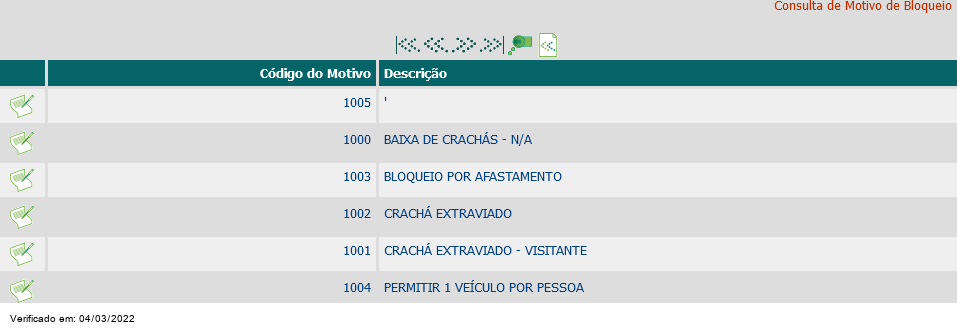 Consulta de Motivo de Bloqueio
Código do Motivo Descrição
1005 '
1000 BAIXA DE CRACHÁS - N/A
1003 BLOQUEIO POR AFASTAMENTO
1002 CRACHÁ EXTRAVIADO
1001 CRACHÁ EXTRAVIADO - VISITANTE
1004 PERMITIR 1 VEÍCULO POR PESSOA
Verificado em: 04/03/2022